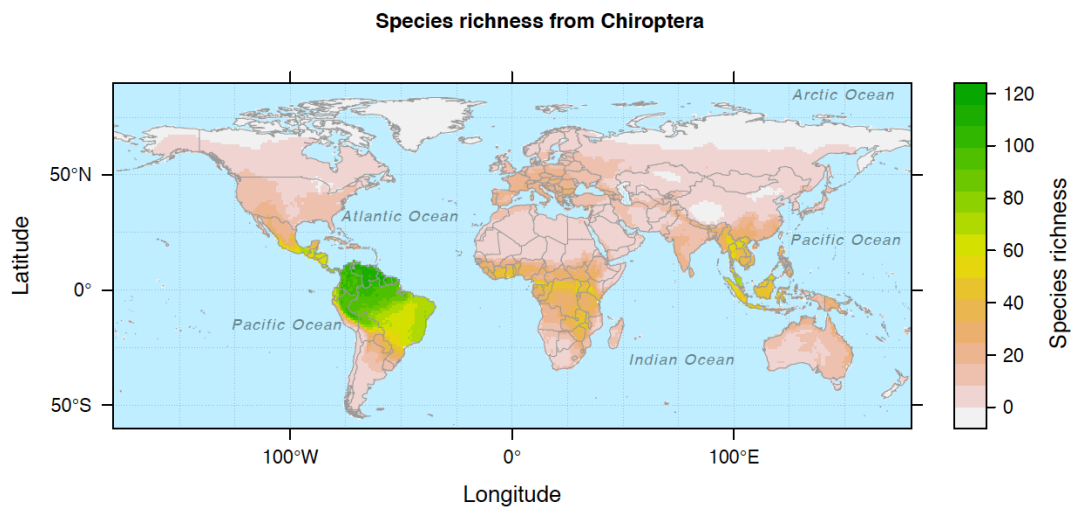 Species richness from Chiroptera
Arctic Ocean
Atlantic Ocean
Pacific Ocean
Pacific Ocean
Indian Ocean
50°N
0°
50°S
Latitude
100°W
0°
100°E
Longitude
120
100
80
60
40
20
0
Species richness